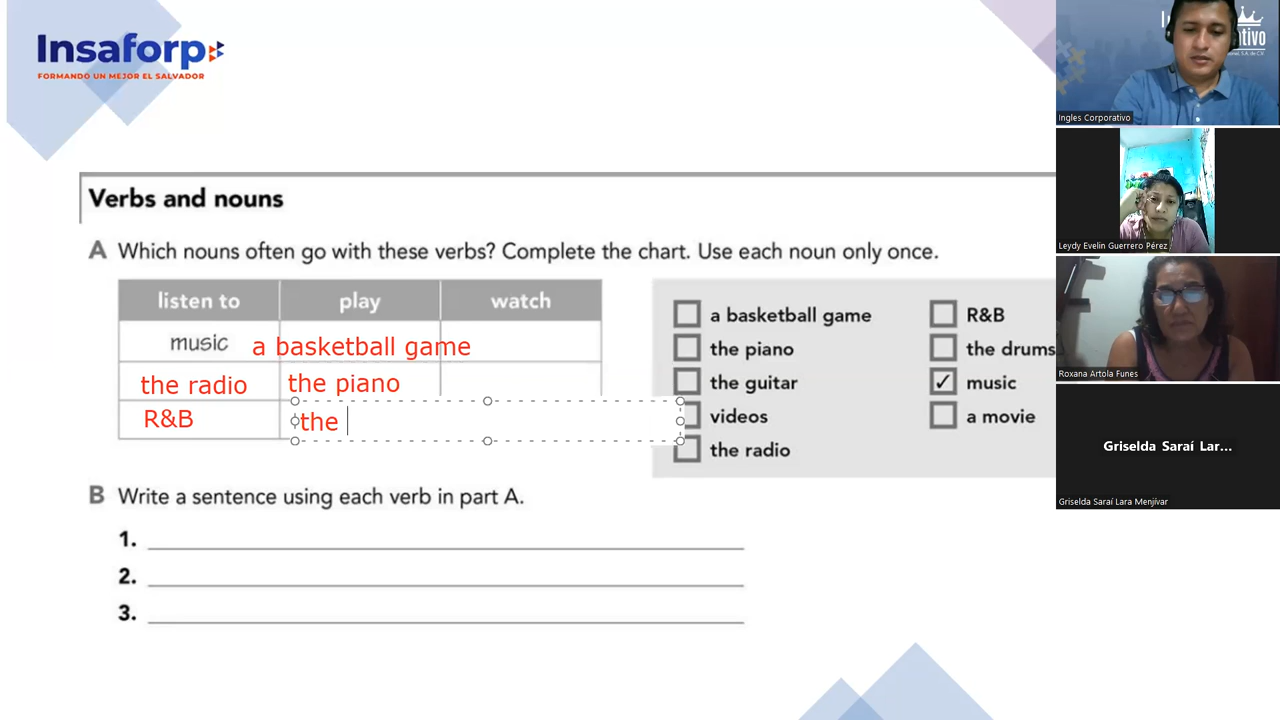 Insaforp
FORMANDO UN MEJOR EL SALVADOR
Verbs and nouns
A Which nouns often go with these verbs? Complete the chart. Use each noun only once.
listen to play watch
music a basketball game
the radio the piano
R&B the
a basketball game
the piano
the guitar
videos
the radio
R&B
the drums
music
a movie
B Write a sentence using each verb in part A.
1.
2.
3.
Ingles Corporativo
Leydy Evelin Guerrero Pérez
Roxana Artola Funes
Griselda Saraí Lar...
Griselda Saraí Lara Menjívar